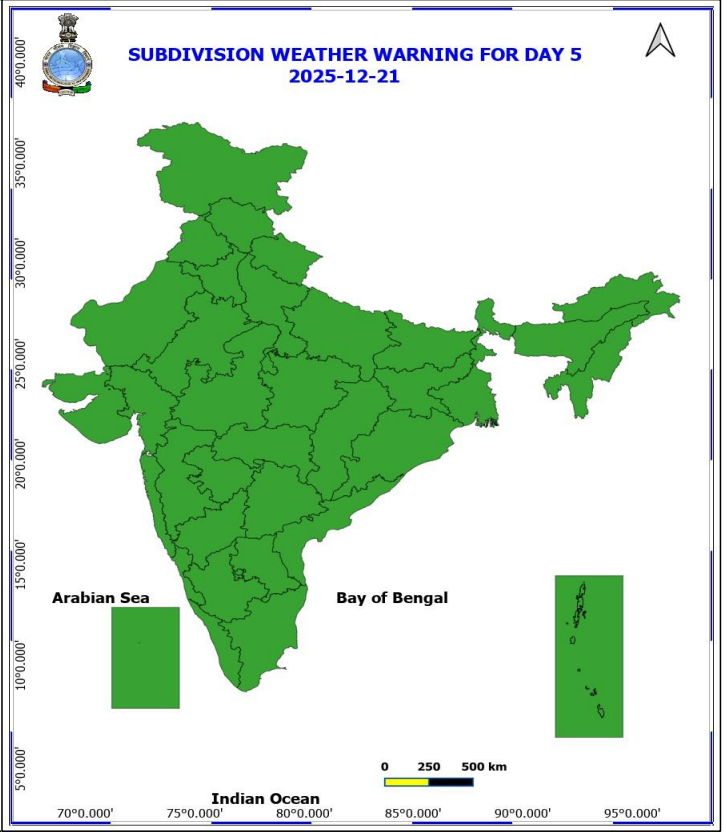 SUBDIVISION WEATHER WARNING FOR DAY 5
2025-12-21
40°0.000'
35°0.000'
30°0.000'
25°0.000'
20°0.000'
15°0.000'
10°0.000'
5°0.000'
Arabian Sea
Bay of Bengal
0 250 500 km
Indian Ocean
70°0.000' 75°0.000' 80°0.000' 85°0.000' 90°0.000' 95°0.000'